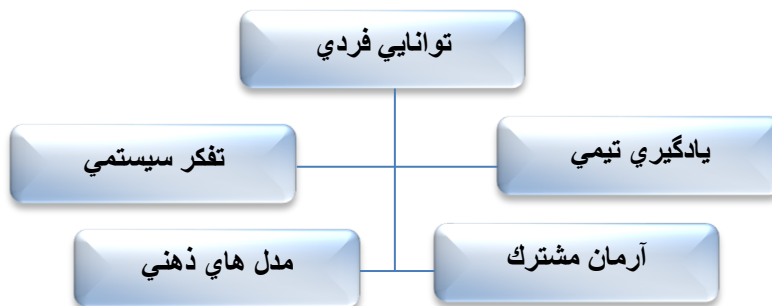 توانايي فردي
يادگيري تيمي
تفكر سيستمي
آرمان مشترك
مدل هاي ذهني